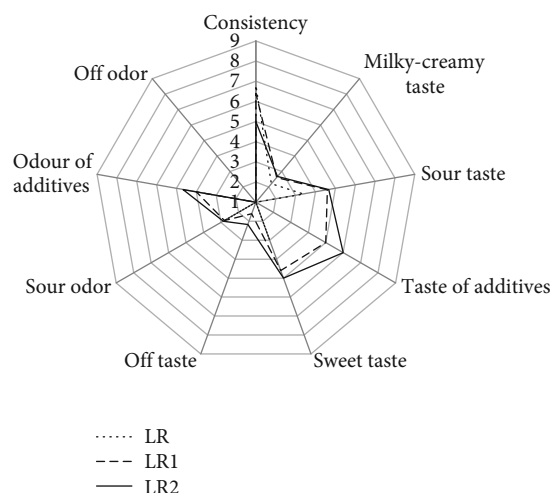 Consistency
9
8
7
6
5
4
3
2
1
Milky-creamy
taste
Sour taste
Taste of additives
Sweet taste
Off taste
Sour odor
Odour of
additives
Off odor
LR
LR1
LR2